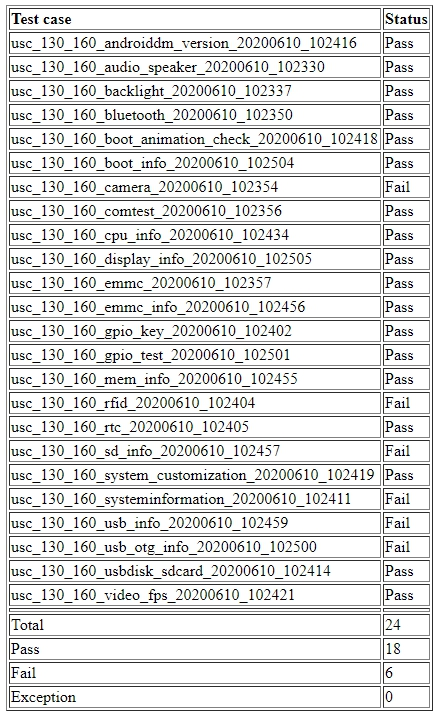 Test case Status
usc_130_160_androiddm_version_20200610_102416 Pass
usc_130_160_audio_speaker_20200610_102330 Pass
usc_130_160_backlight_20200610_102337 Pass
usc_130_160_bluetooth_20200610_102350 Pass
usc_130_160_boot_animation_check_20200610_102418 Pass
usc_130_160_boot_info_20200610_102504 Pass
usc_130_160_camera_20200610_102354 Fail
usc_130_160_comtest_20200610_102356 Pass
usc_130_160_cpu_info_20200610_102434 Pass
usc_130_160_display_info_20200610_102505 Pass
usc_130_160_emmc_20200610_102357 Pass
usc_130_160_emmc_info_20200610_102456 Pass
usc_130_160_gpio_key_20200610_102402 Pass
usc_130_160_gpio_test_20200610_102501 Pass
usc_130_160_mem_info_20200610_102455 Pass
usc_130_160_rfid_20200610_102404 Fail
usc_130_160_rtc_20200610_102405 Pass
usc_130_160_sd_info_20200610_102457 Fail
usc_130_160_system_customization_20200610_102419 Pass
usc_130_160_systeminformation_20200610_102411 Fail
usc_130_160_usb_info_20200610_102459 Fail
usc_130_160_usb_otg_info_20200610_102500 Fail
usc_130_160_usbdisk_sdcard_20200610_102414 Pass
usc_130_160_video_fps_20200610_102421 Pass
Total 24
Pass 18
Fail 6
Exception 0